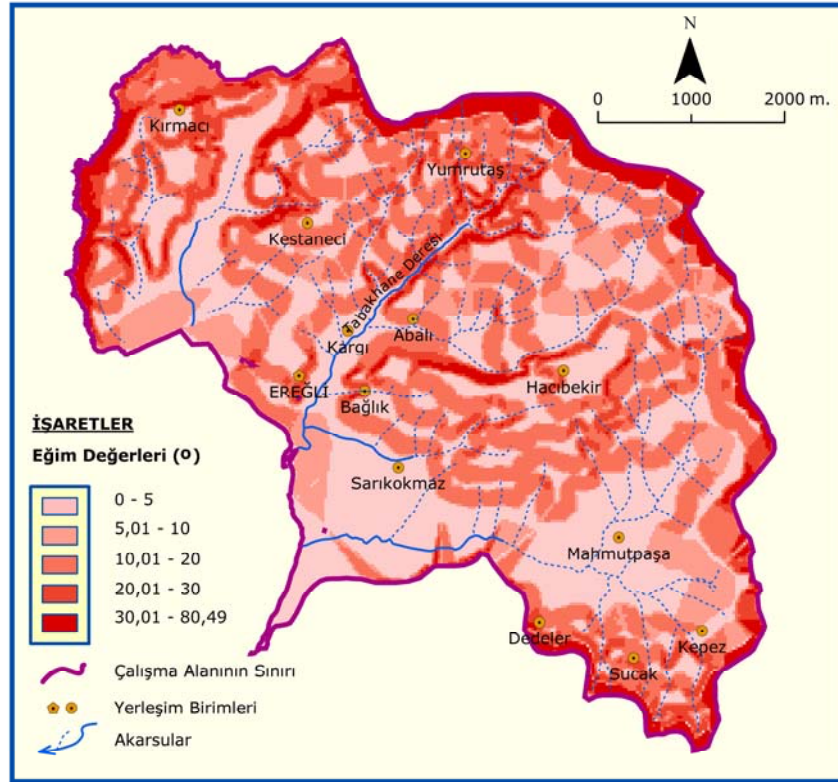 N
0 1000 2000 m.
Kırmacı
Yumrutaş
Kestaneci
Tabakhane Deresi
Kargı
Abalı
Hacıbekir
EREĞLİ
Bağlık
Sarıkokmaz
Mahmutpaşa
Dedeler
Kepez
Sucak
İŞARETLER
Eğim Değerleri (º)
0 - 5
5,01 - 10
10,01 - 20
20,01 - 30
30,01 - 80,49
Çalışma Alanının Sınırı
Yerleşim Birimleri
Akarsular